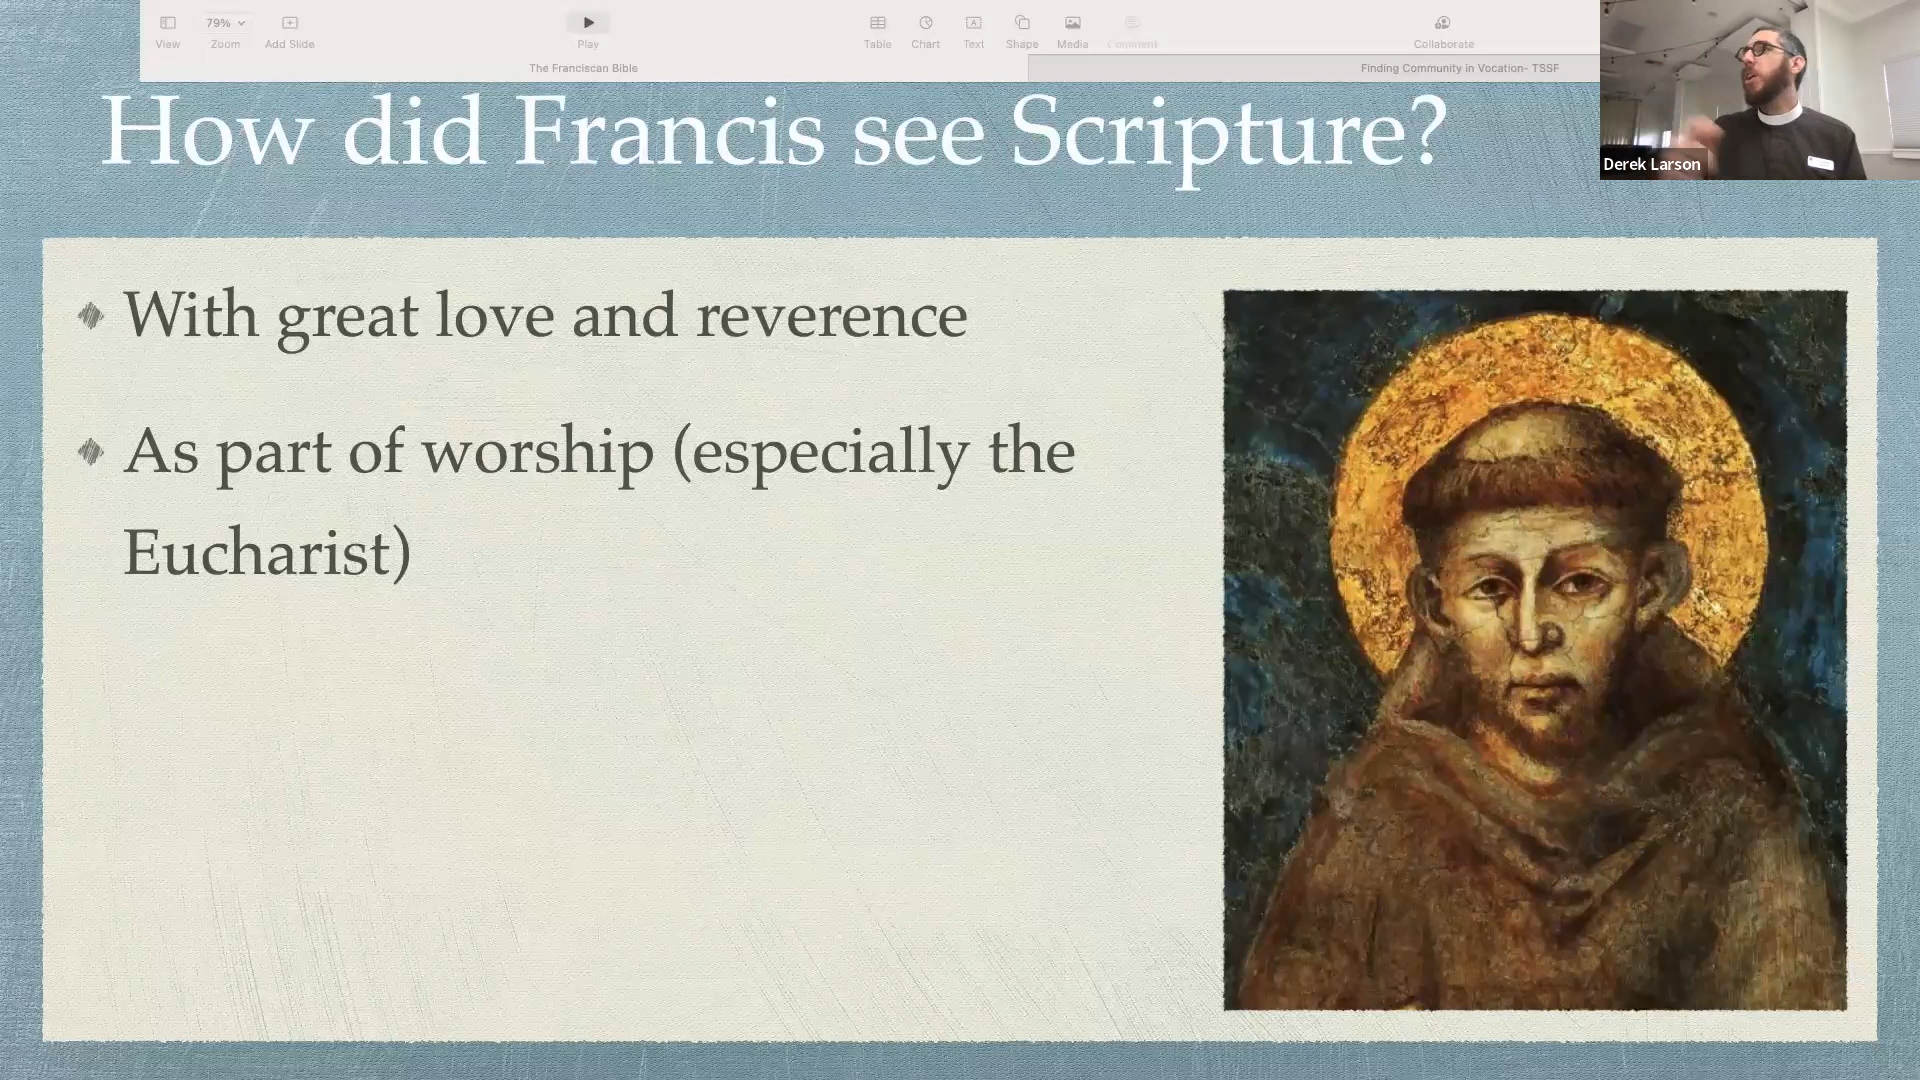 View
79%
Zoom
Add Slide
Play
Table
Chart
Text
Shape
Media
Comment
Collaborate
The Franciscan Bible
Finding Community in Vocation- TSSF
How did Francis see Scripture?
Derek Larson
With great love and reverence
As part of worship (especially the
Eucharist)